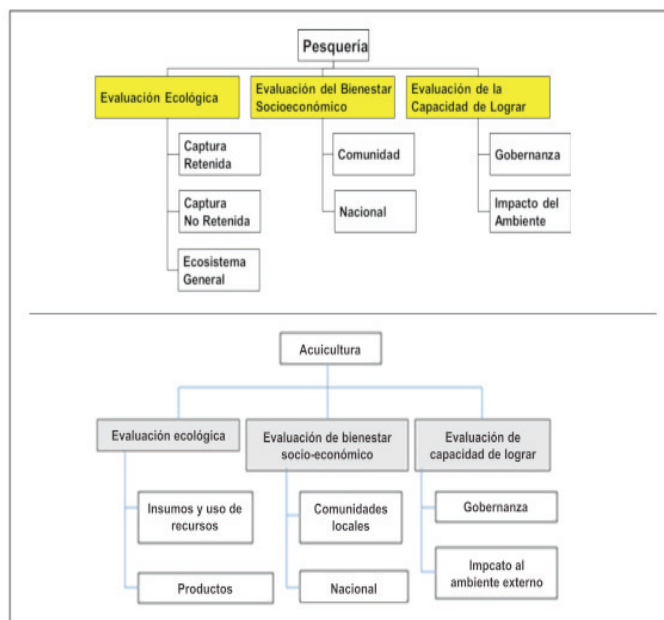 Pesquería
Evaluación Ecológica
Evaluación del Bienestar
Socioeconómico
Evaluación de la
Capacidad de Lograr
Captura
Retenida
Comunidad
Gobernanza
Captura
No Retenida
Nacional
Impacto del
Ambiente
Ecosistema
General
Acuicultura
Evaluación ecológica
Evaluación de bienestar
socio-económico
Evaluación de
capacidad de lograr
Insumos y uso de
recursos
Comunidades
locales
Gobernanza
Productos
Nacional
Impcato al
ambiente externo